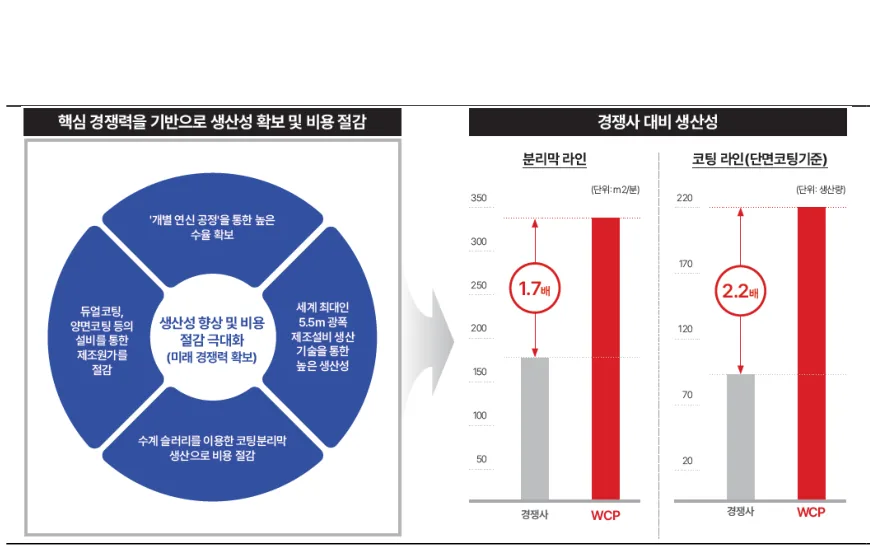 핵심 경쟁력을 기반으로 생산성 확보 및 비용 절감
'개별 연신 공정'을 통한 높은
수율 확보
듀얼코팅,
양면코팅 등의
설비를 통한
제조원가를
절감
생산성 향상 및 비용
절감 극대화
(미래 경쟁력 확보)
세계 최대인
5.5m 광폭
제조설비 생산
기술을 통한
높은 생산성
수계 슬러리를 이용한 코팅분리막
생산으로 비용 절감
경쟁사 대비 생산성
분리막 라인
(단위:m2/분)
350
300
250
200
150
100
50
1.7배
경쟁사
WCP
코팅 라인(단면코팅기준)
(단위: 생산량)
220
170
120
70
20
2.2배
경쟁사
WCP